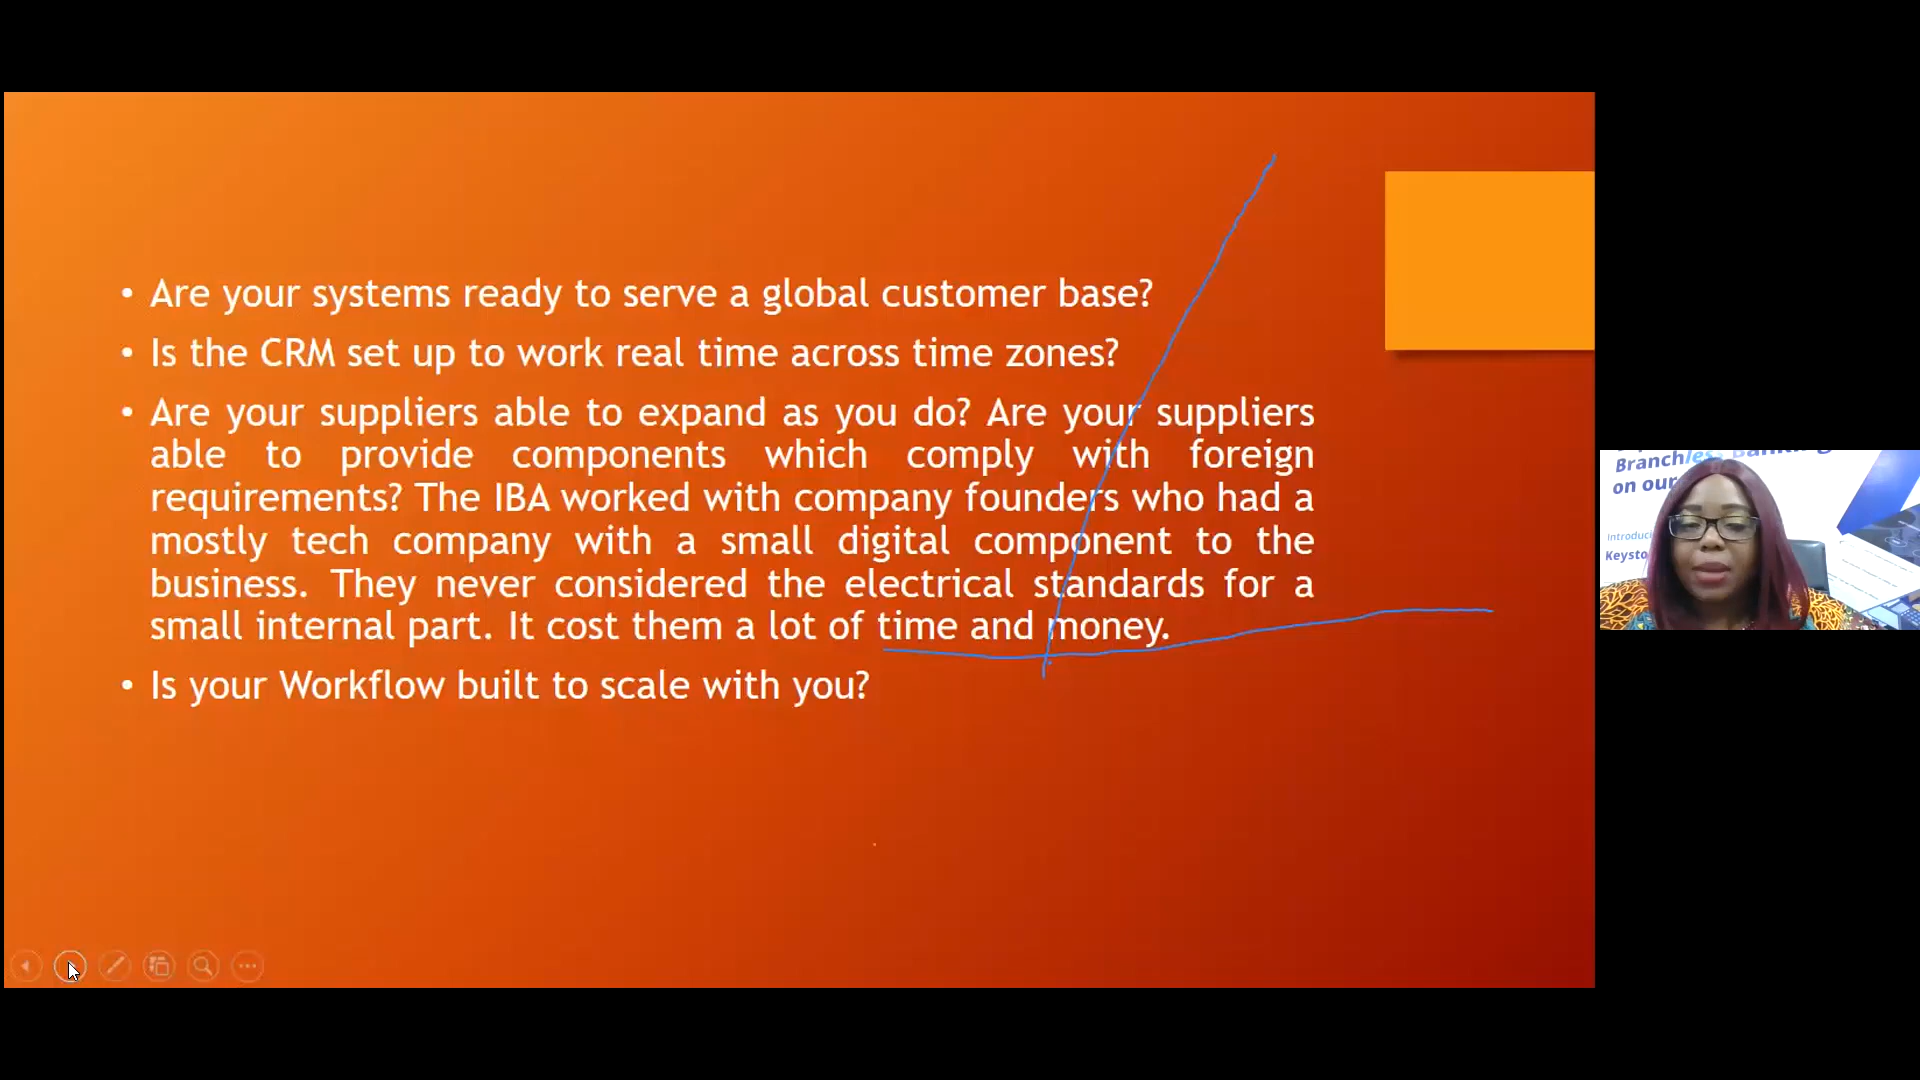 • Are your systems ready to serve a global customer base?
• Is the CRM set up to work real time across time zones?
• Are your suppliers able to expand as you do? Are your suppliers
able to provide components which comply with foreign
requirements? The IBA worked with company founders who had a
mostly tech company with a small digital component to the
business. They never considered the electrical standards for a
small internal part. It cost them a lot of time and money.
• Is your Workflow built to scale with you?
Branchless
on our